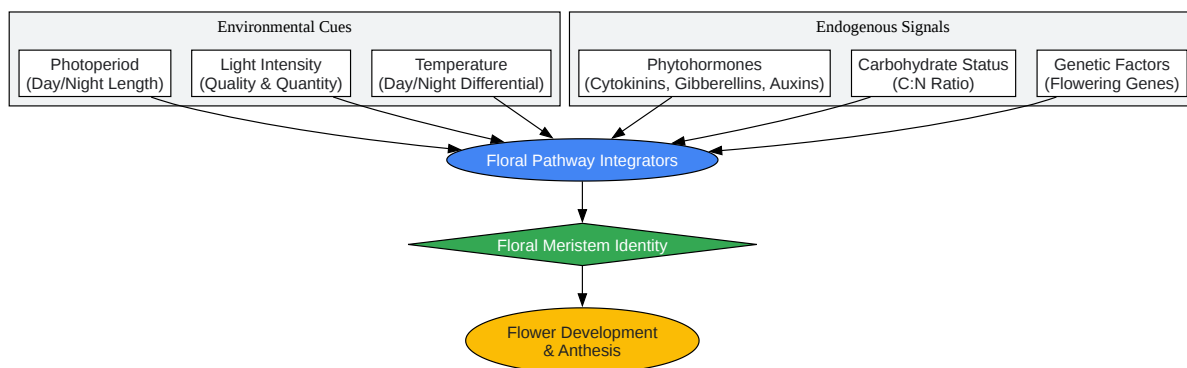 Environmental Cues
Endogenous Signals
Photoperiod
(Day/Night Length)
Light Intensity
(Quality & Quantity)
Temperature
(Day/Night Differential)
Phytohormones
(Cytokinins, Gibberellins, Auxins)
Carbohydrate Status
(C:N Ratio)
Genetic Factors
(Flowering Genes)
Floral Pathway Integrators
Floral Meristem Identity
Flower Development
& Anthesis